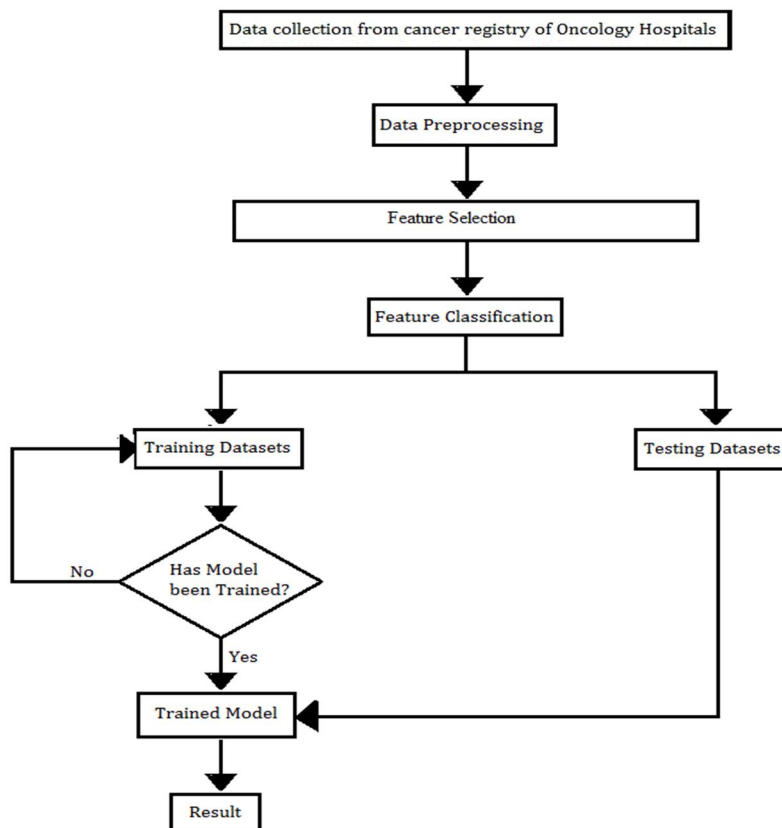 Data collection from cancer registry of Oncology Hospitals
Data Preprocessing
Feature Selection
Feature Classification
Training Datasets
Testing Datasets
Has Model
been Trained?
No
Yes
Trained Model
Result